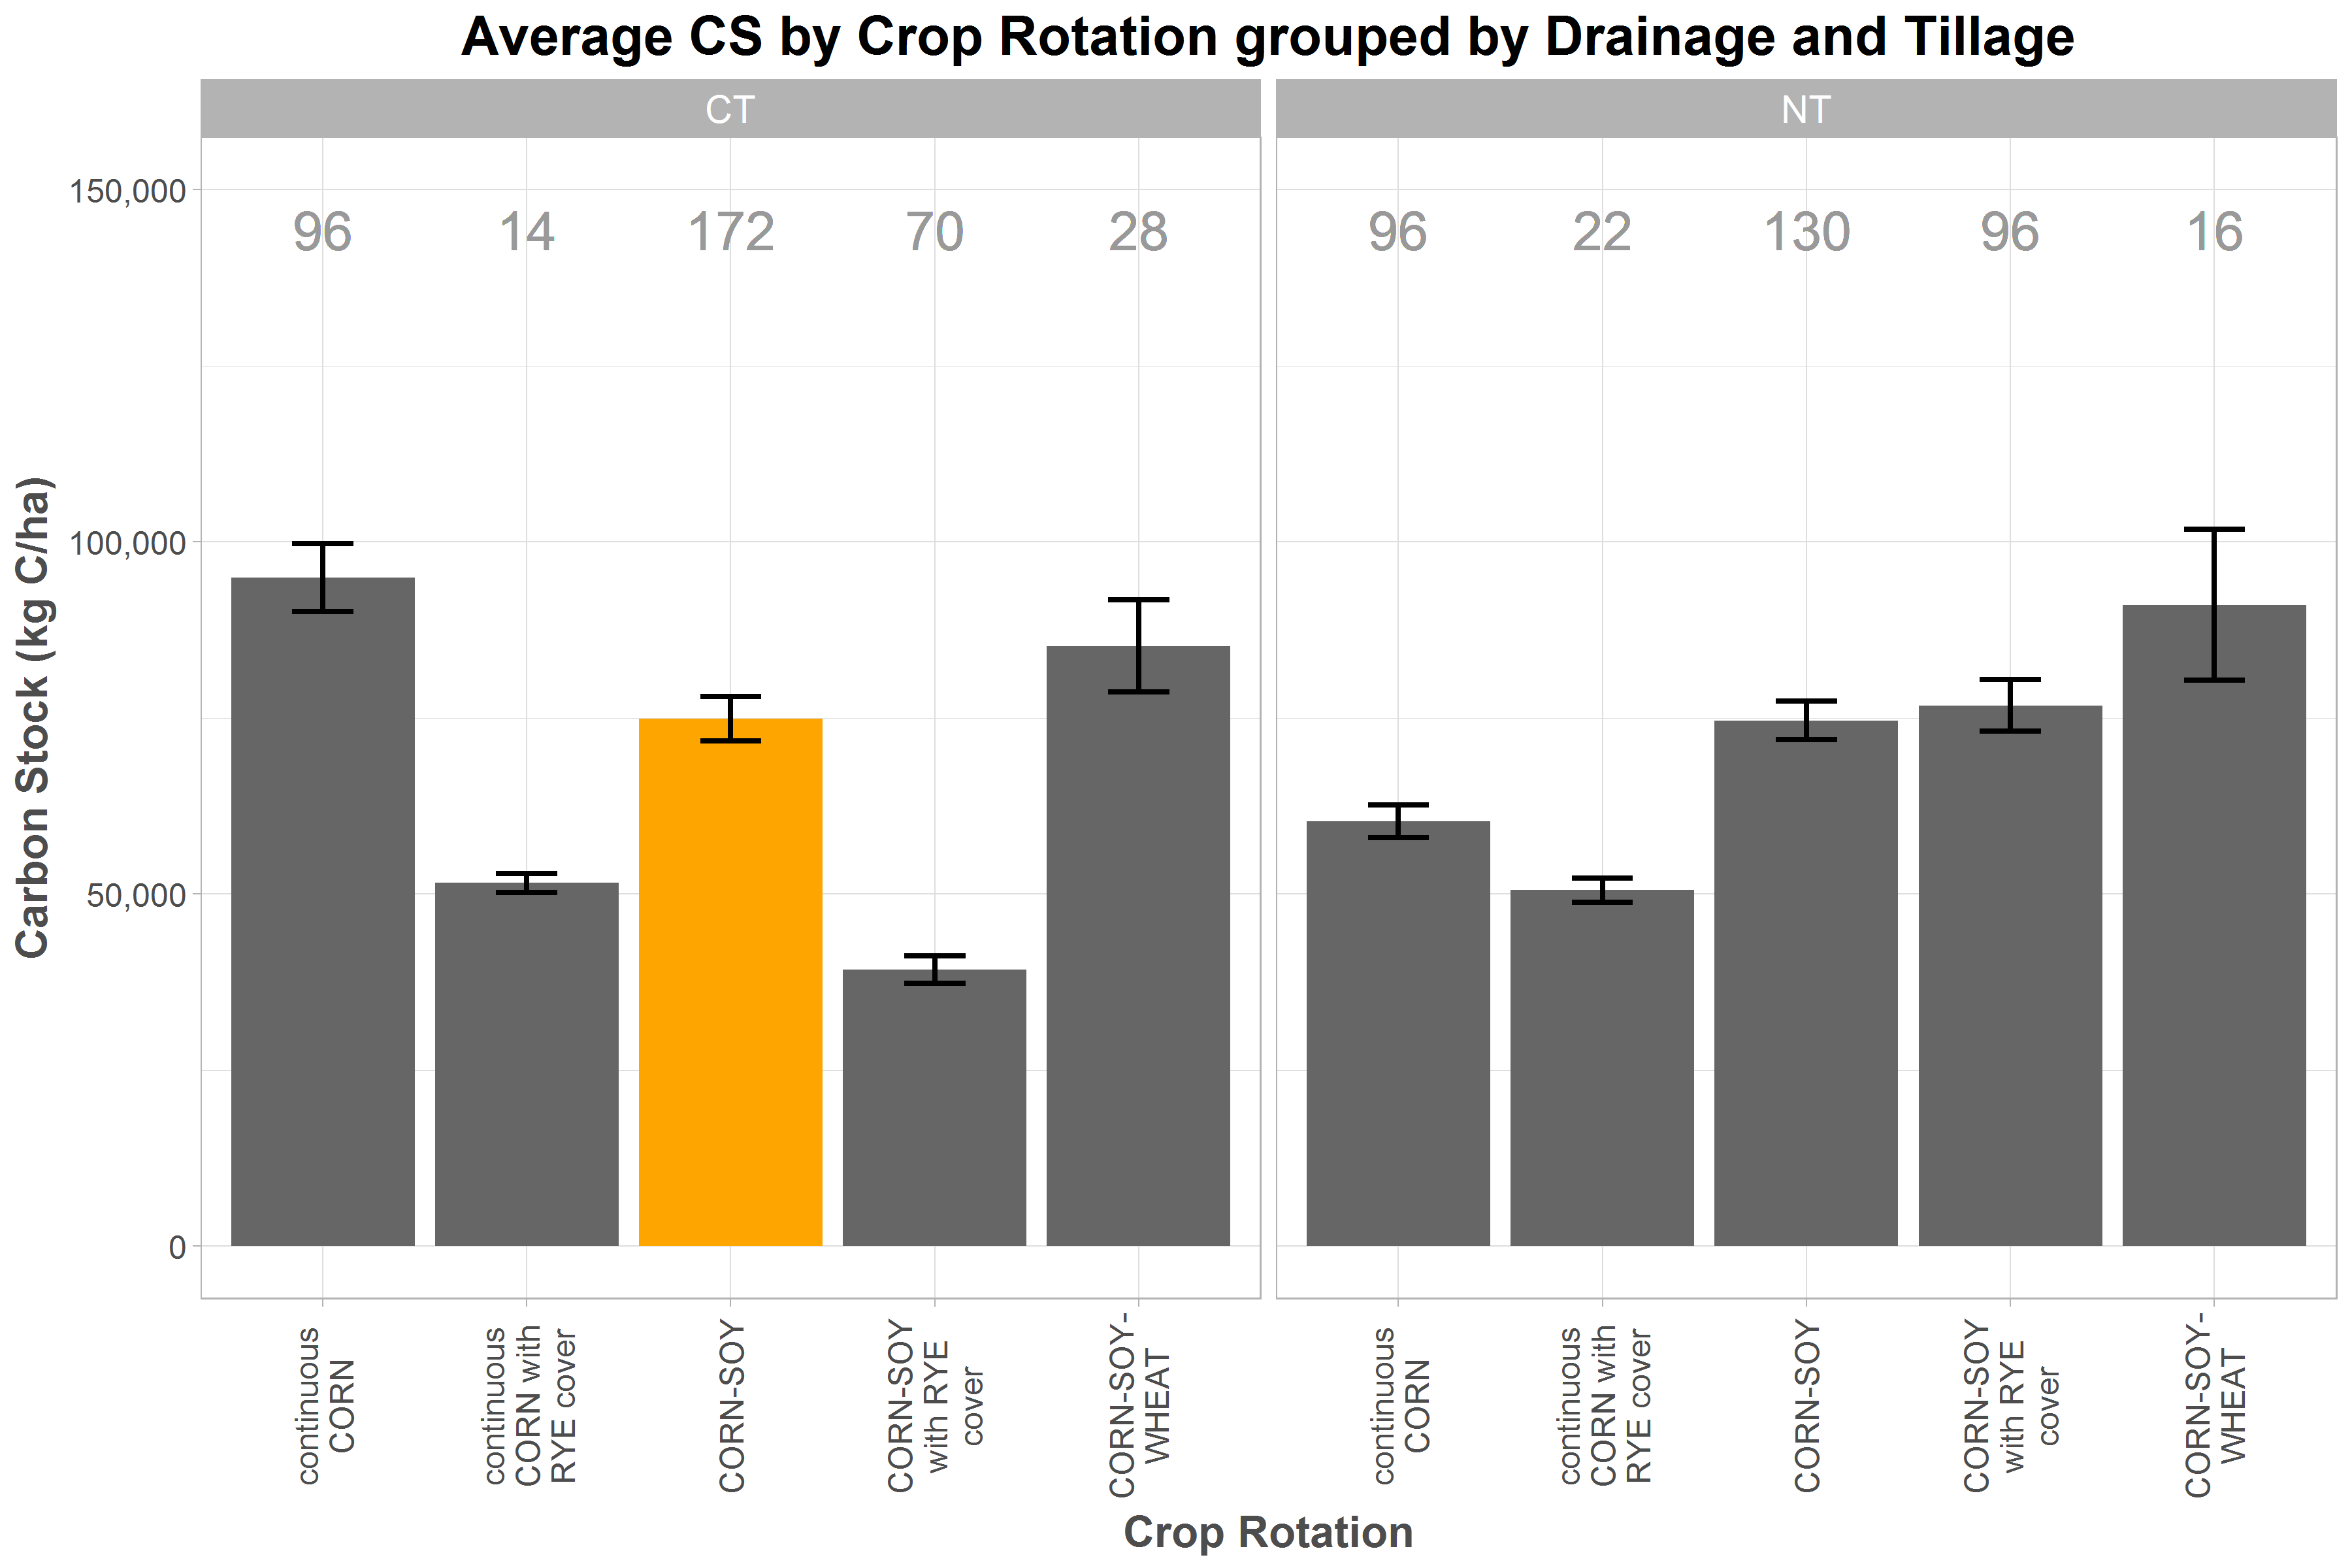 Average CS by Crop Rotation grouped by Drainage and Tillage
CT
NT
150,000
100,000
50,000
0
Carbon Stock (kg C/ha)
96
14
172
70
28
96
22
130
96
16
continuous
CORN
continuous
CORN with
RYE cover
CORN-SOY
CORN-SOY
with RYE
cover
CORN-SOY-
WHEAT
continuous
CORN
continuous
CORN with
RYE cover
CORN-SOY
CORN-SOY
with RYE
cover
CORN-SOY-
WHEAT
Crop Rotation